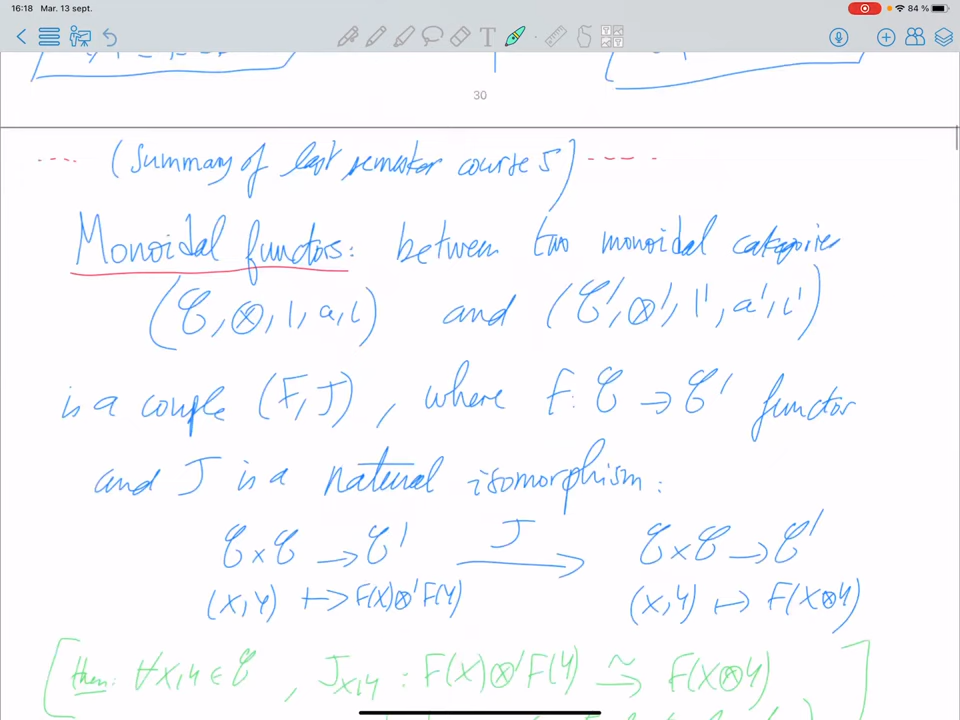 16:18 Mar. 13 sept.
84 %
30
(Summary of last semester course 5)
Monoidal functors: between two monoidal categories
(𝒞, ⊗, 1, a, ι) and (𝒞', ⊗', 1', a', ι')
is a couple (F, J), where F: 𝒞 → 𝒞' functor
and J is a natural isomorphism:
𝒞 × 𝒞 → 𝒞' J ⟶ 𝒞 × 𝒞 → 𝒞'
(X, Y) ↦ F(X) ⊗' F(Y) (X, Y) ↦ F(X ⊗ Y)
[then: ∀ X, Y ∈ 𝒞, J_{X,Y} : F(X) ⊗' F(Y) ≅→ F(X ⊗ Y)]